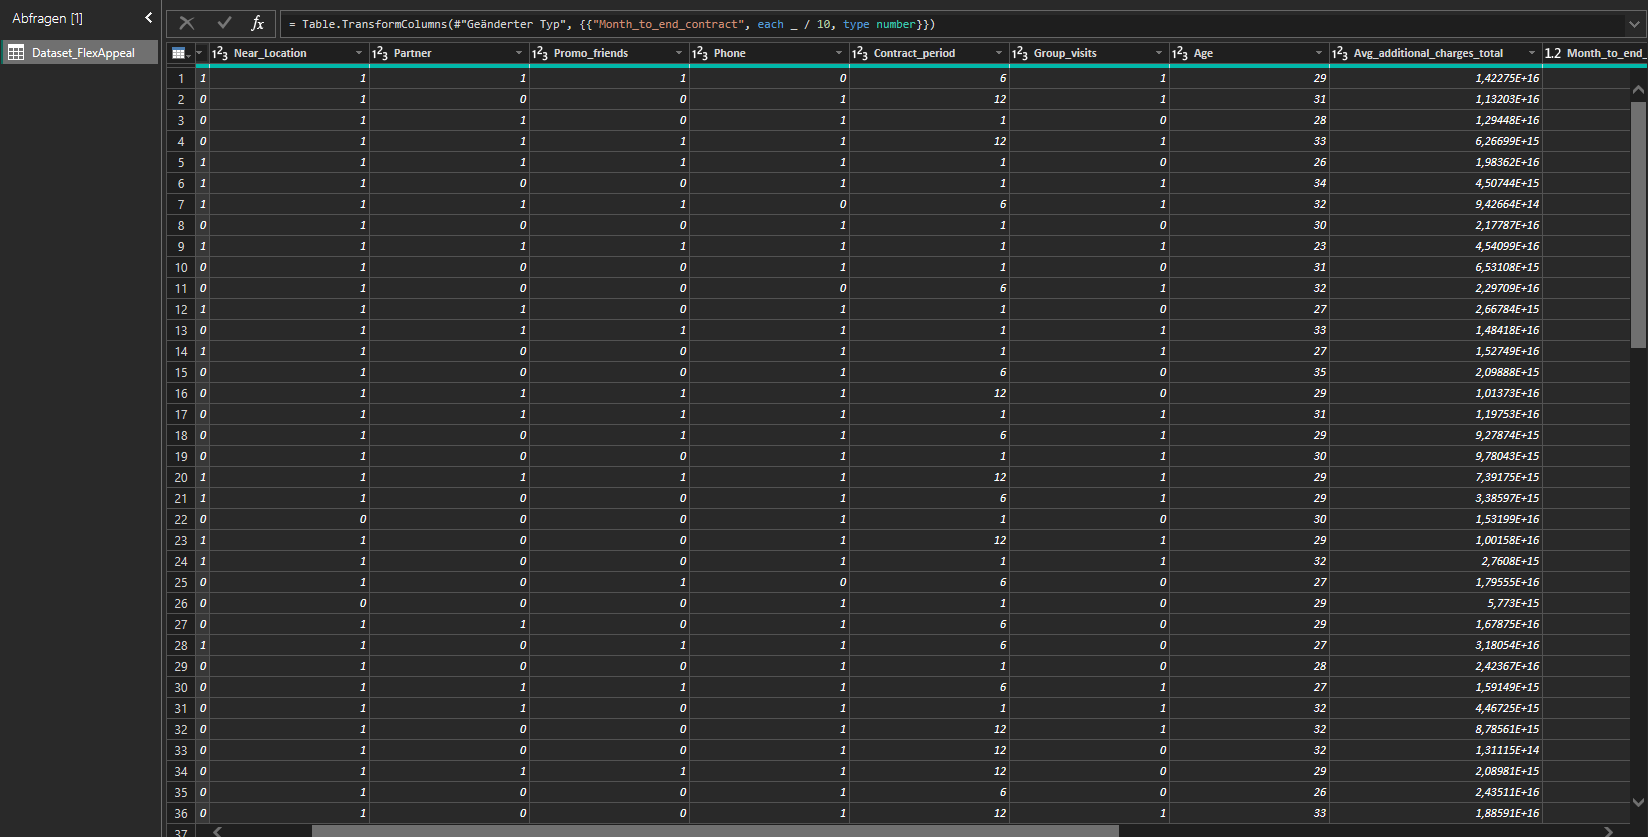 Abfragen [1]
Dataset_FlexAppeal
fx = Table.TransformColumns(#"Geänderter Typ", {{"Month_to_end_contract", each _ / 10, type number}})
1²3 Near_Location 1²3 Partner 1²3 Promo_friends 1²3 Phone 1²3 Contract_period 1²3 Group_visits 1²3 Age 1²3 Avg_additional_charges_total 1.2 Month_to_end_
1 1 1 1 1 0 6 1 29 1,42275E+16
2 0 1 0 0 1 12 1 31 1,13203E+16
3 0 1 1 0 1 1 0 28 1,29448E+16
4 0 1 1 1 1 12 1 33 6,26699E+15
5 1 1 1 1 1 1 0 26 1,98362E+16
6 1 1 0 0 1 1 1 34 4,50744E+15
7 1 1 1 1 0 6 1 32 9,42664E+14
8 0 1 0 0 1 1 0 30 2,17787E+16
9 1 1 1 1 1 1 1 23 4,54099E+16
10 0 1 0 0 1 1 0 31 6,53108E+15
11 0 1 0 0 0 6 1 32 2,29709E+16
12 1 1 1 0 1 1 0 27 2,66784E+15
13 0 1 1 1 1 1 1 33 1,48418E+16
14 1 1 0 0 1 1 1 27 1,52749E+16
15 0 1 0 0 1 6 0 35 2,09888E+15
16 0 1 1 1 1 12 0 29 1,01373E+16
17 0 1 1 1 1 1 1 31 1,19753E+16
18 0 1 0 1 1 6 1 29 9,27874E+15
19 0 1 0 0 1 1 1 30 9,78043E+15
20 1 1 1 1 1 12 1 29 7,39175E+15
21 1 1 0 0 1 6 1 29 3,38597E+15
22 0 0 0 0 1 1 0 30 1,53199E+16
23 1 1 0 0 1 12 1 29 1,00158E+16
24 1 1 0 0 1 1 1 32 2,7608E+15
25 0 1 0 1 0 6 0 27 1,79555E+16
26 0 0 0 0 1 1 0 29 5,773E+15
27 0 1 1 0 1 6 0 29 1,67875E+16
28 1 1 0 1 1 6 0 27 3,18054E+16
29 0 1 0 0 1 1 0 28 2,42367E+16
30 0 1 1 1 1 6 1 27 1,59149E+15
31 0 1 1 0 1 1 1 32 4,46725E+15
32 0 1 0 0 1 12 1 32 8,78561E+15
33 0 1 0 0 1 12 0 32 1,31115E+14
34 0 1 1 1 1 12 0 29 2,08981E+15
35 0 1 0 0 1 6 0 26 2,43511E+16
36 0 1 0 0 1 12 1 33 1,88591E+16
37